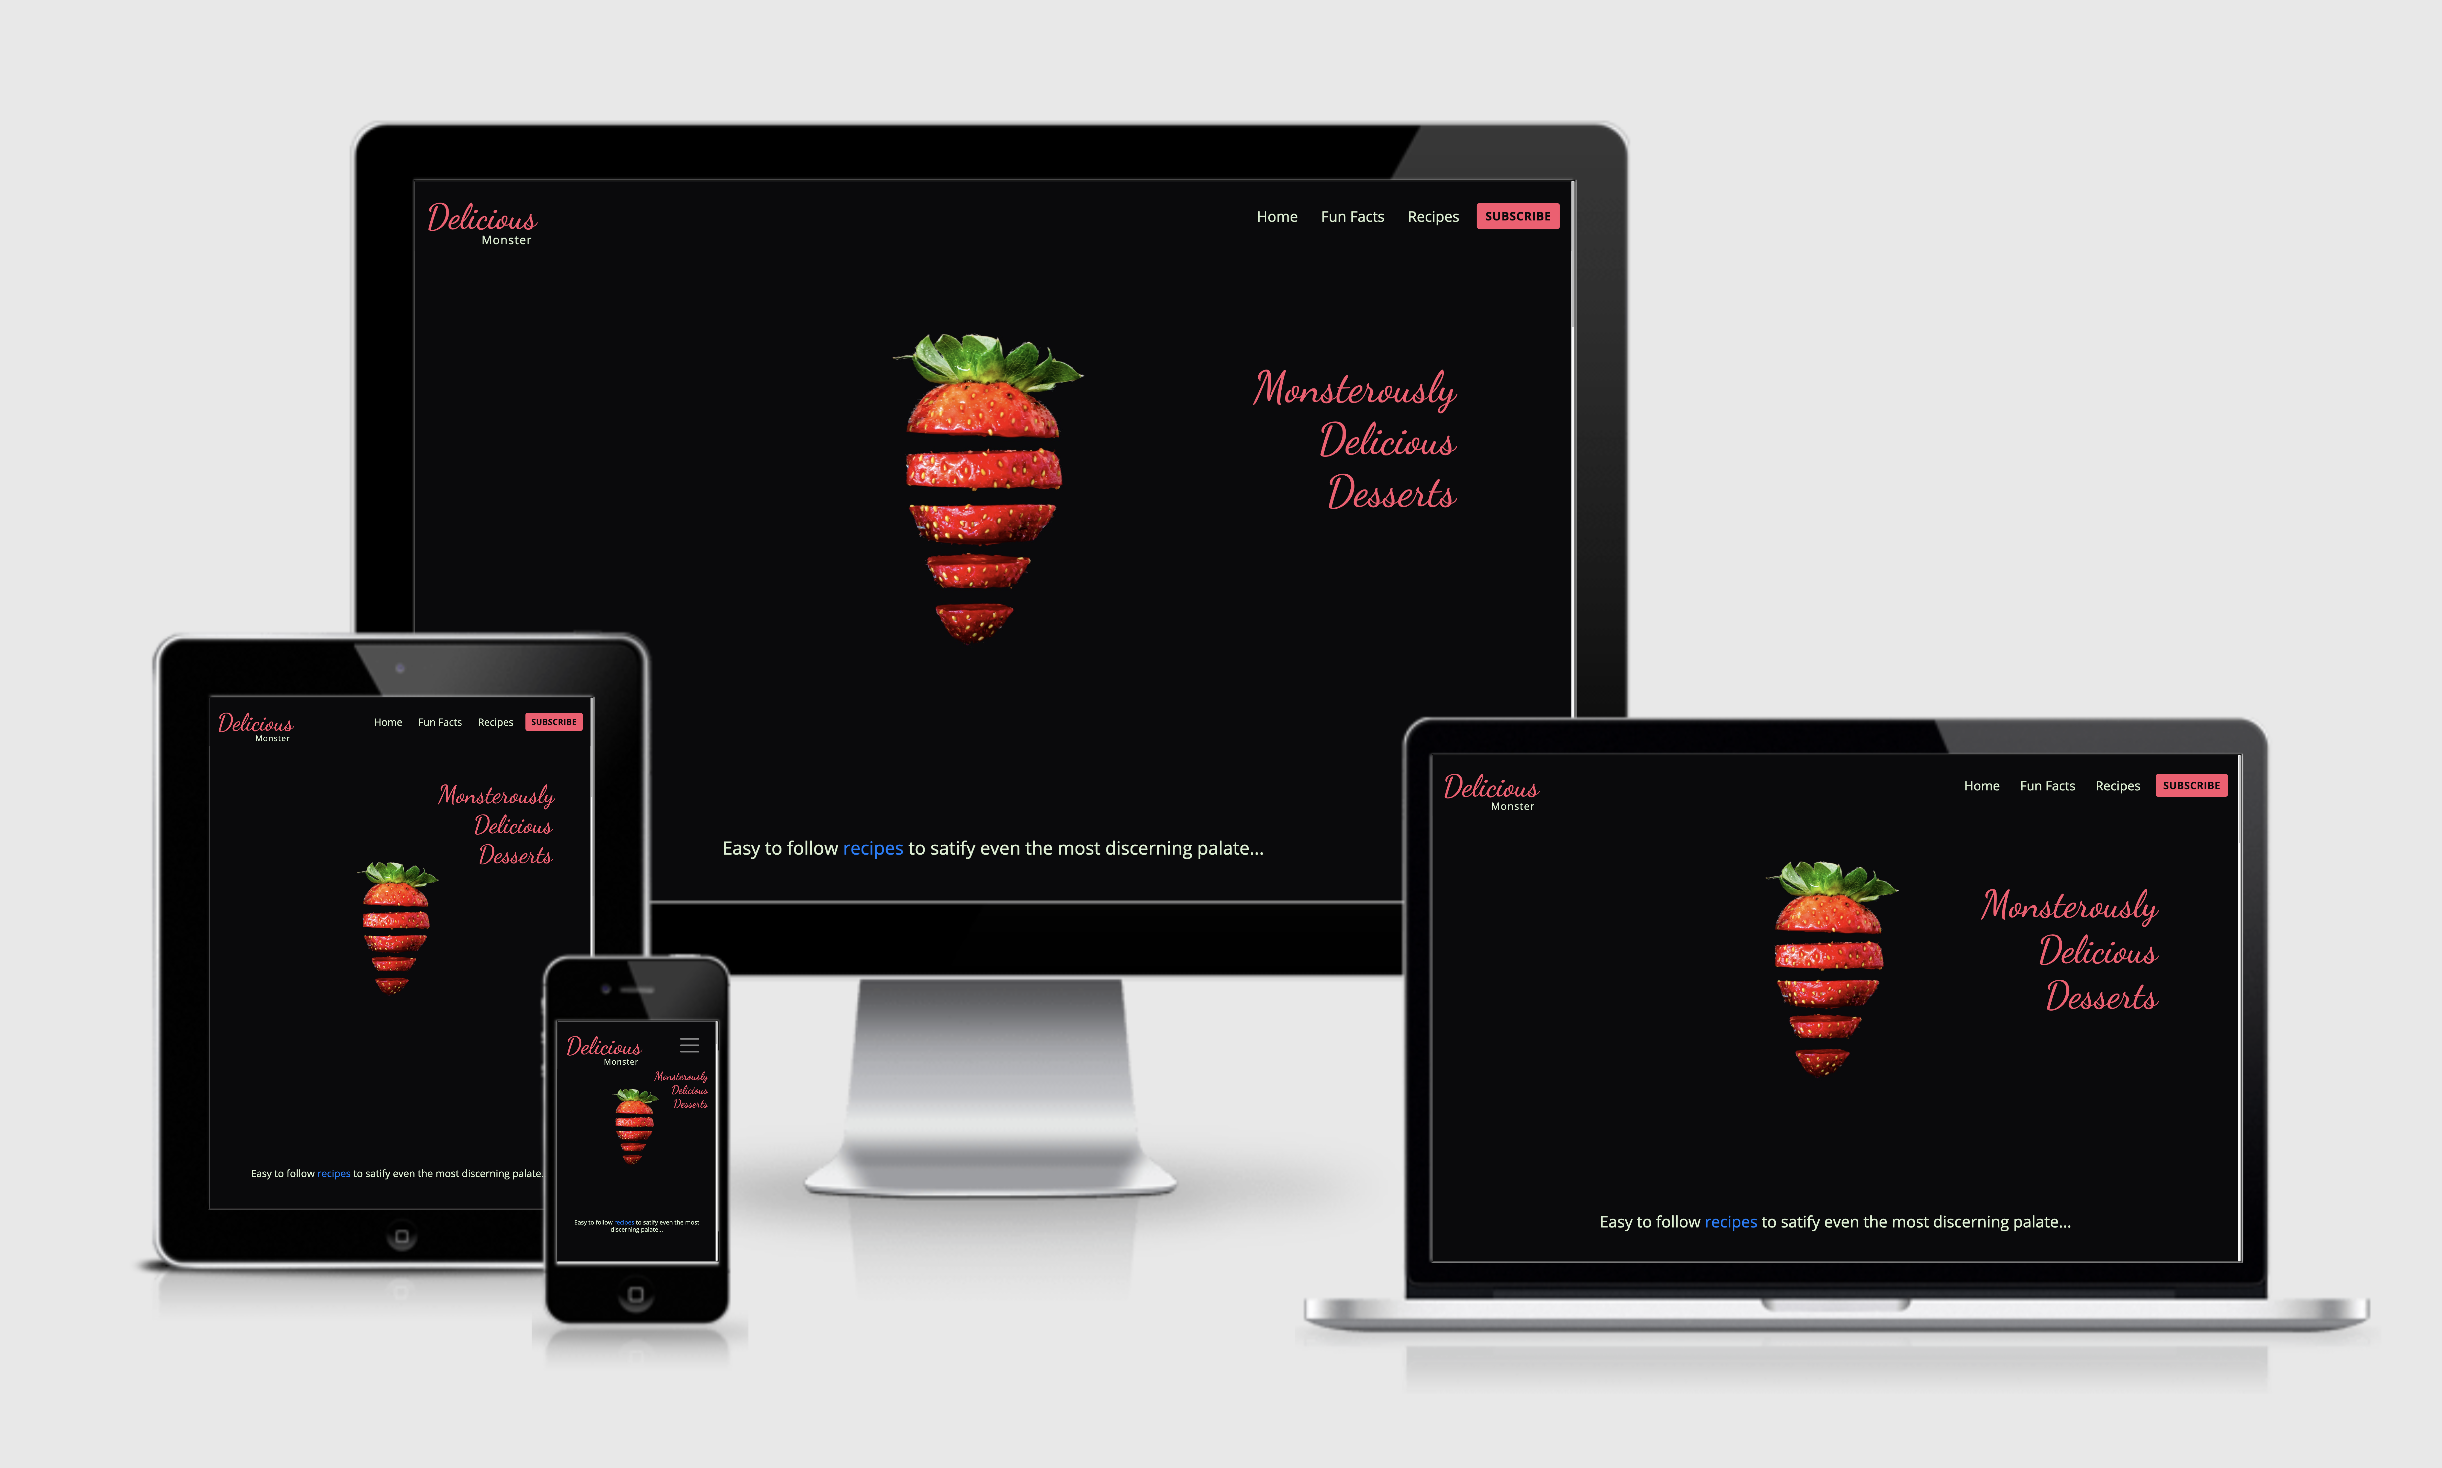 Delicious
Monster
Home Fun Facts Recipes SUBSCRIBE
Monsterously
Delicious
Desserts
Easy to follow recipes to satify even the most discerning palate...
Delicious
Monster
Home Fun Facts Recipes SUBSCRIBE
Monsterously
Delicious
Desserts
Easy to follow recipes to satify even the most discerning palate.
Delicious
Monster
Monsterously
Delicious
Desserts
Easy to follow recipes to satify even the most
discerning palate...
Delicious
Monster
Home Fun Facts Recipes SUBSCRIBE
Monsterously
Delicious
Desserts
Easy to follow recipes to satify even the most discerning palate...